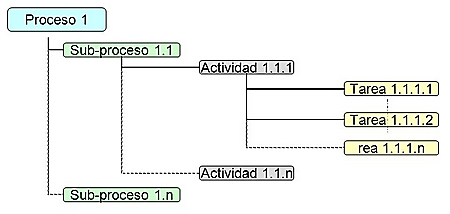 Proceso 1
Sub-proceso 1.1
Actividad 1.1.1
Tarea 1.1.1.1
Tarea 1.1.1.2
rea 1.1.1.n
Actividad 1.1.n
Sub-proceso 1.n